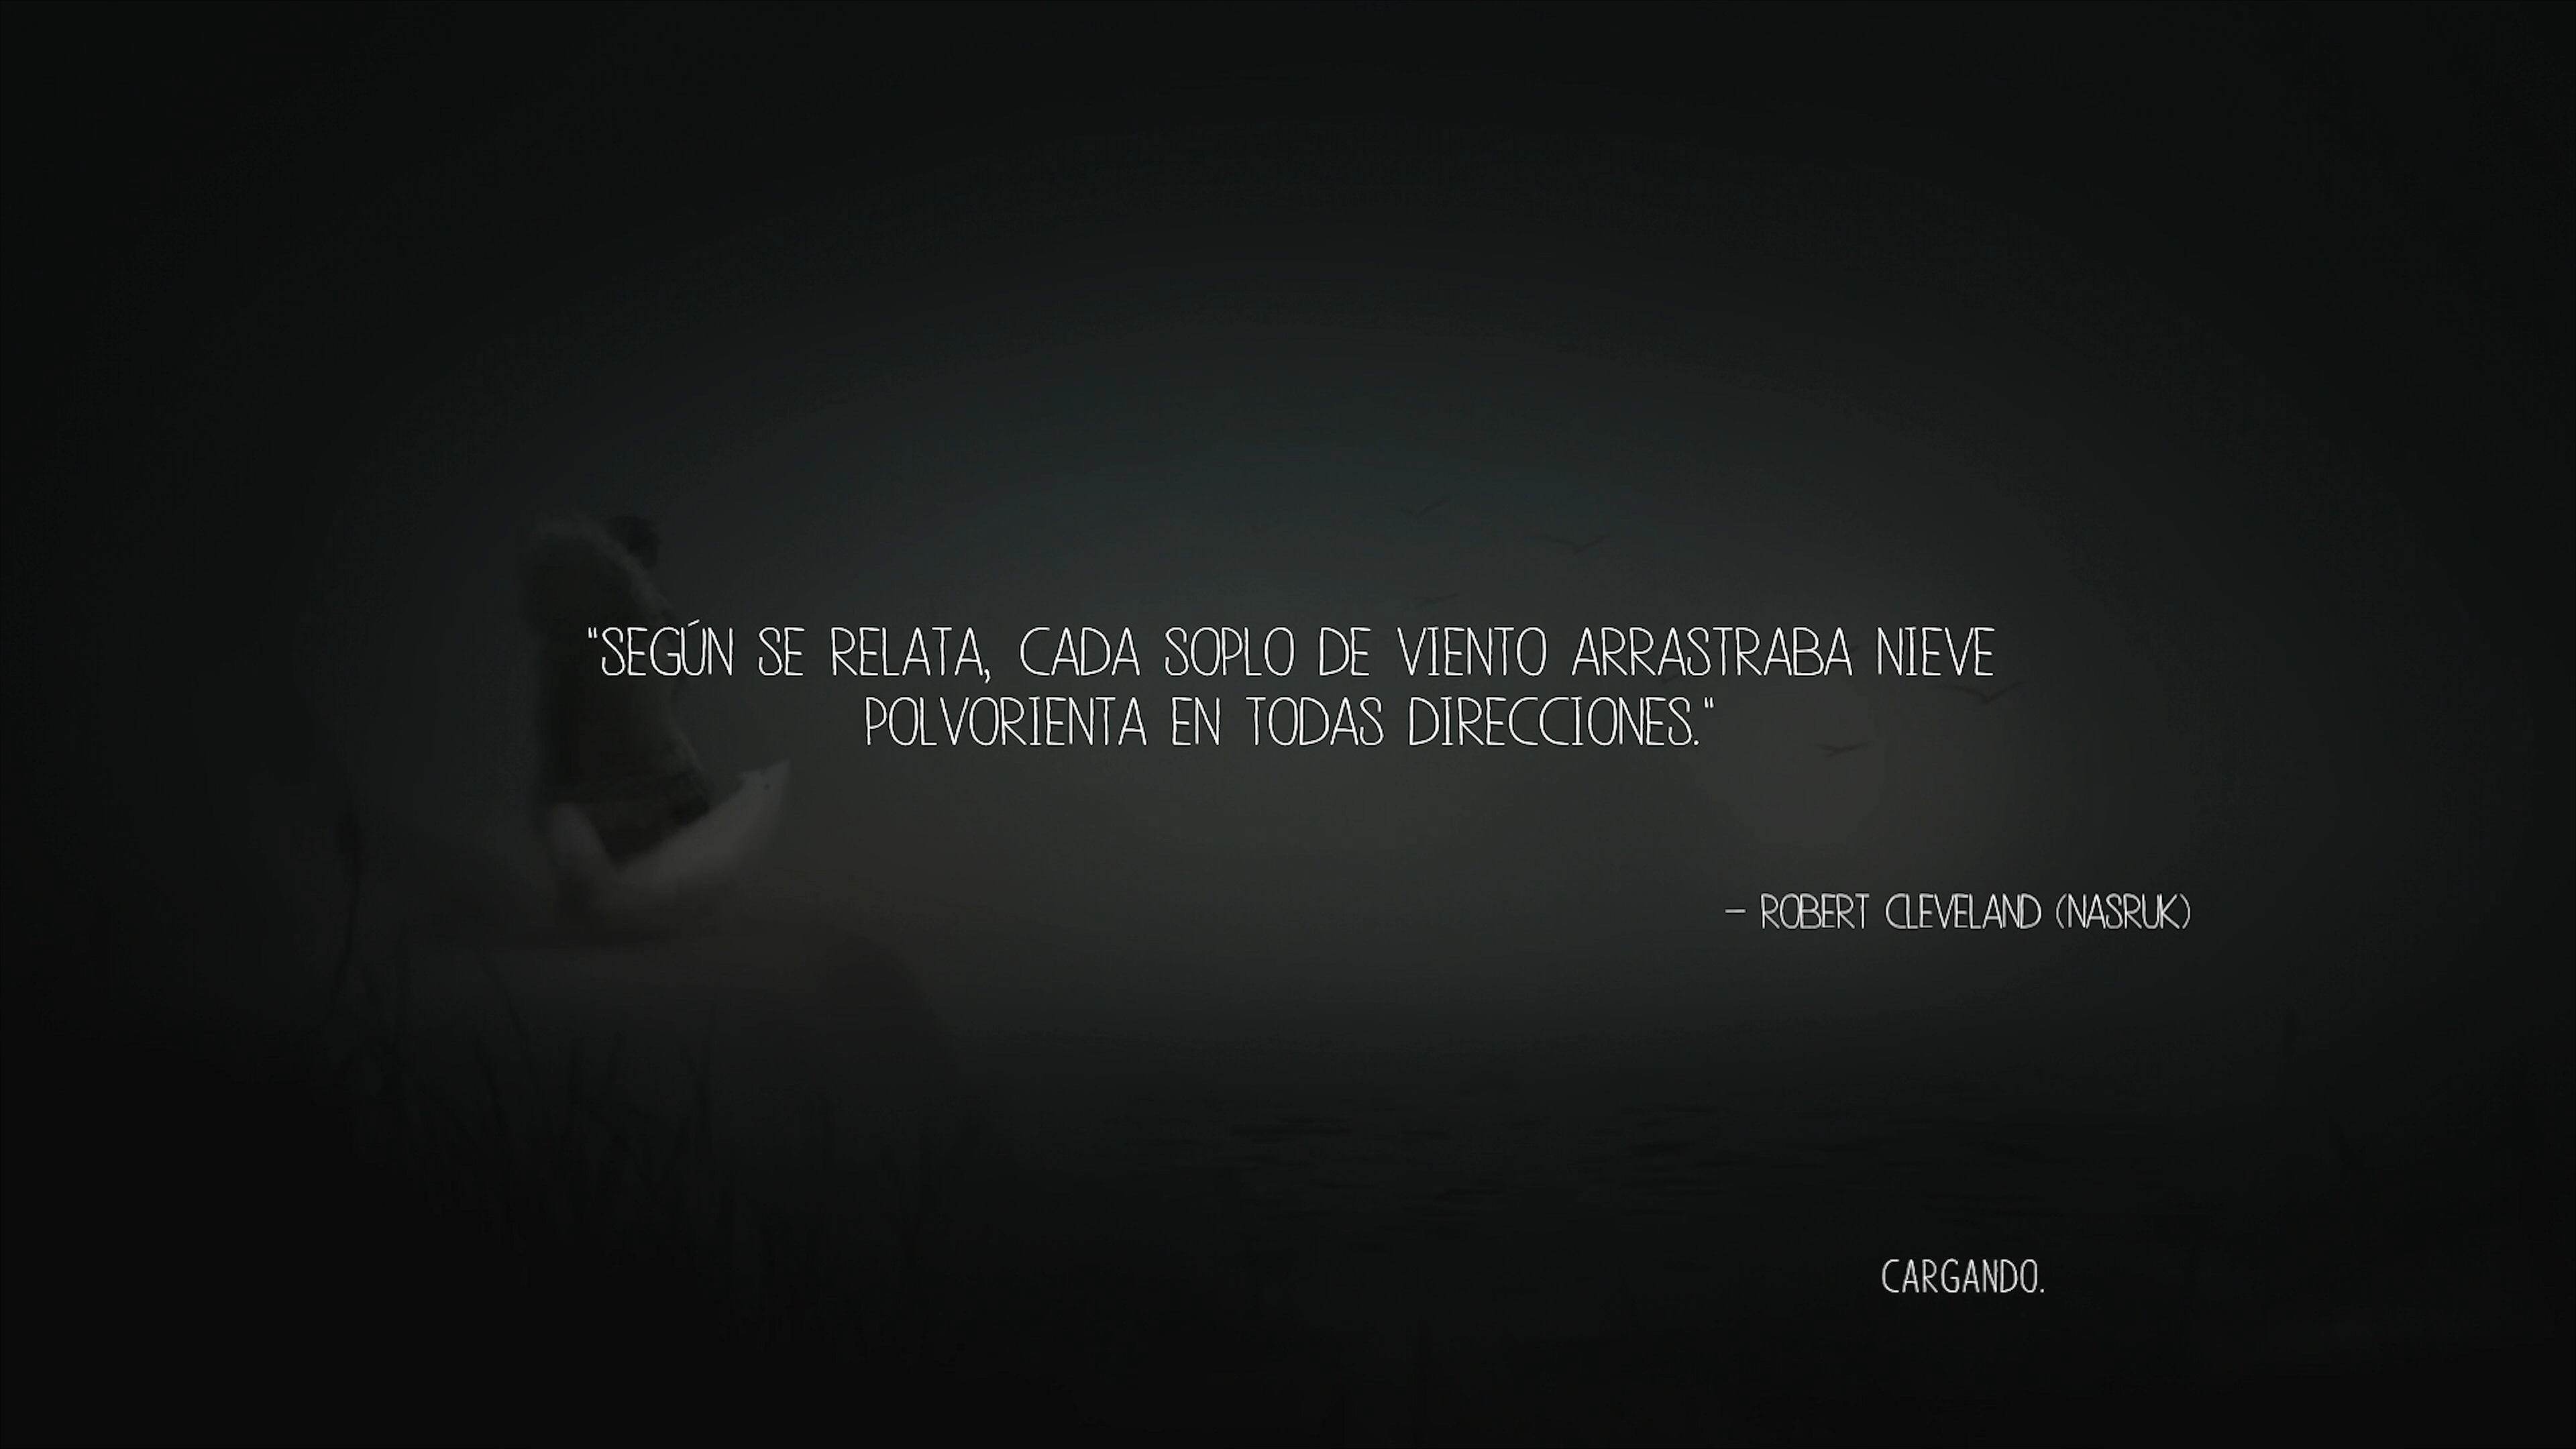 "SEGÚN SE RELATA, CADA SOPLO DE VIENTO ARRASTRABA NIEVE
POLVORIENTA EN TODAS DIRECCIONES."
– ROBERT CLEVELAND (NASRUK)
CARGANDO.